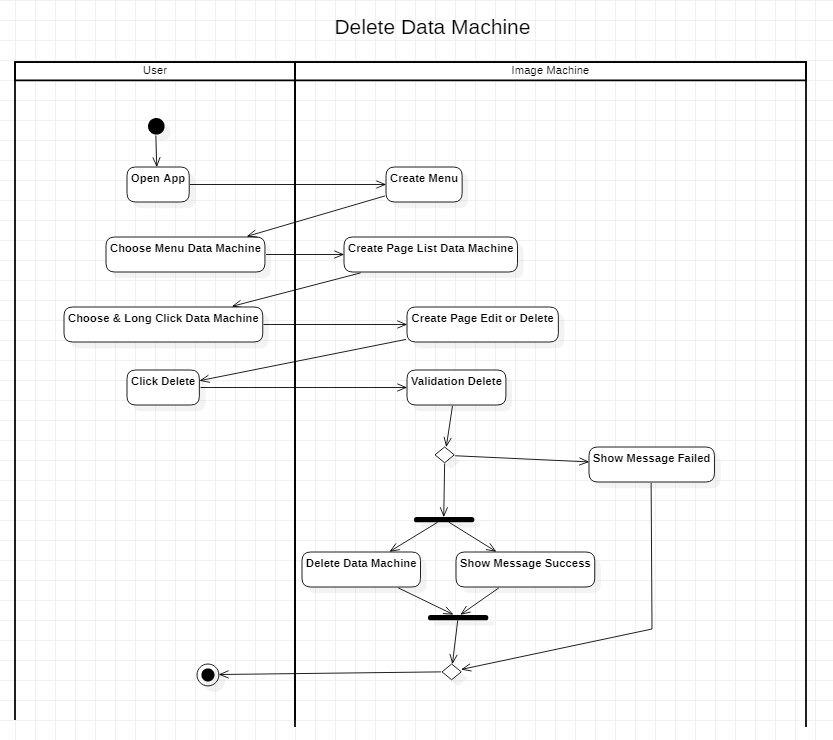 Delete Data Machine
User
Image Machine
Open App
Create Menu
Choose Menu Data Machine
Create Page List Data Machine
Choose & Long Click Data Machine
Create Page Edit or Delete
Click Delete
Validation Delete
Show Message Failed
Delete Data Machine
Show Message Success